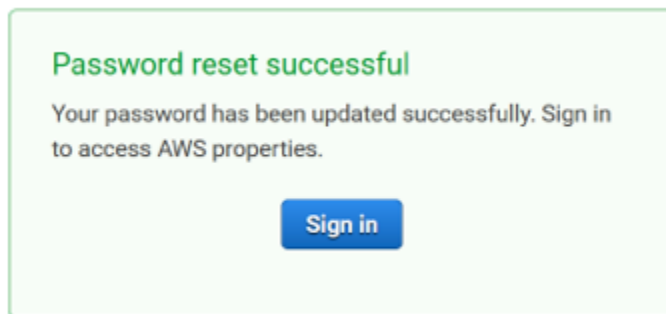 Password reset successful
Your password has been updated successfully. Sign in
to access AWS properties.
Sign in